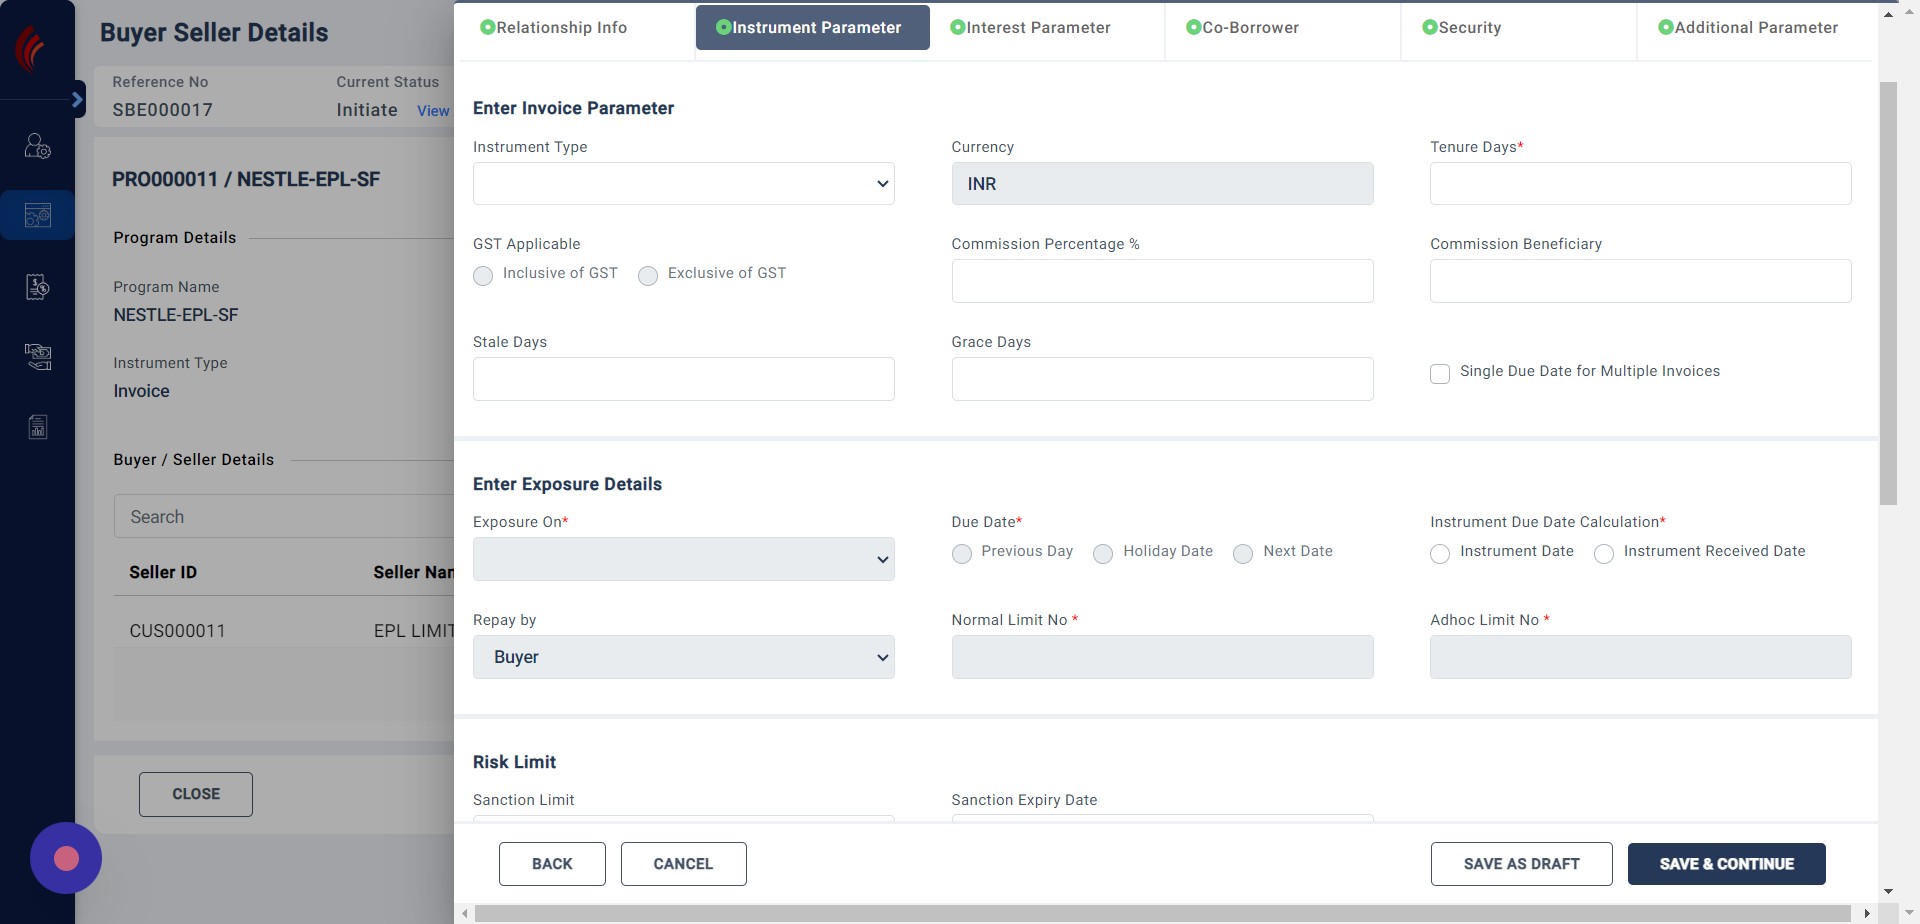 Buyer Seller Details
Reference No
Current Status
SBE000017
Initiate View
PRO000011 / NESTLE-EPL-SF
Program Details
Program Name
NESTLE-EPL-SF
Instrument Type
Invoice
Buyer / Seller Details
Search
Seller ID
Seller Nar
CUS000011
EPL LIMIT
CLOSE
Relationship Info
Instrument Parameter
Interest Parameter
Co-Borrower
Security
Additional Parameter
Enter Invoice Parameter
Instrument Type
Currency
Tenure Days*
INR
GST Applicable
Commission Percentage %
Commission Beneficiary
Inclusive of GST
Exclusive of GST
Stale Days
Grace Days
Single Due Date for Multiple Invoices
Enter Exposure Details
Exposure On*
Due Date*
Instrument Due Date Calculation*
Previous Day
Holiday Date
Next Date
Instrument Date
Instrument Received Date
Repay by
Normal Limit No *
Adhoc Limit No *
Buyer
Risk Limit
Sanction Limit
Sanction Expiry Date
BACK
CANCEL
SAVE AS DRAFT
SAVE & CONTINUE